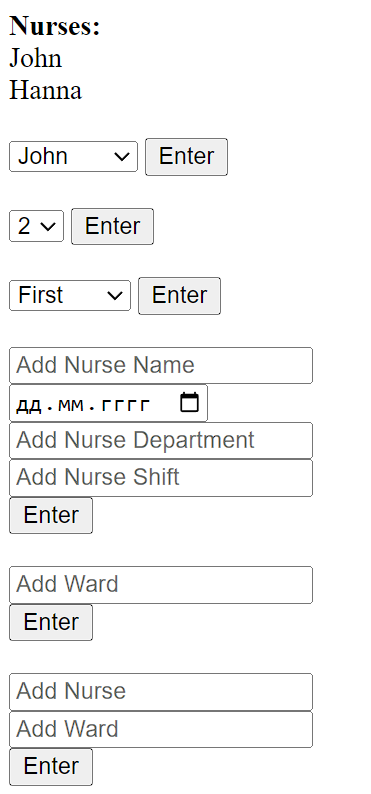 Nurses:
John
Hanna
John Enter
2 Enter
First Enter
Add Nurse Name
дд.мм.гггг
Add Nurse Department
Add Nurse Shift
Enter
Add Ward
Enter
Add Nurse
Add Ward
Enter